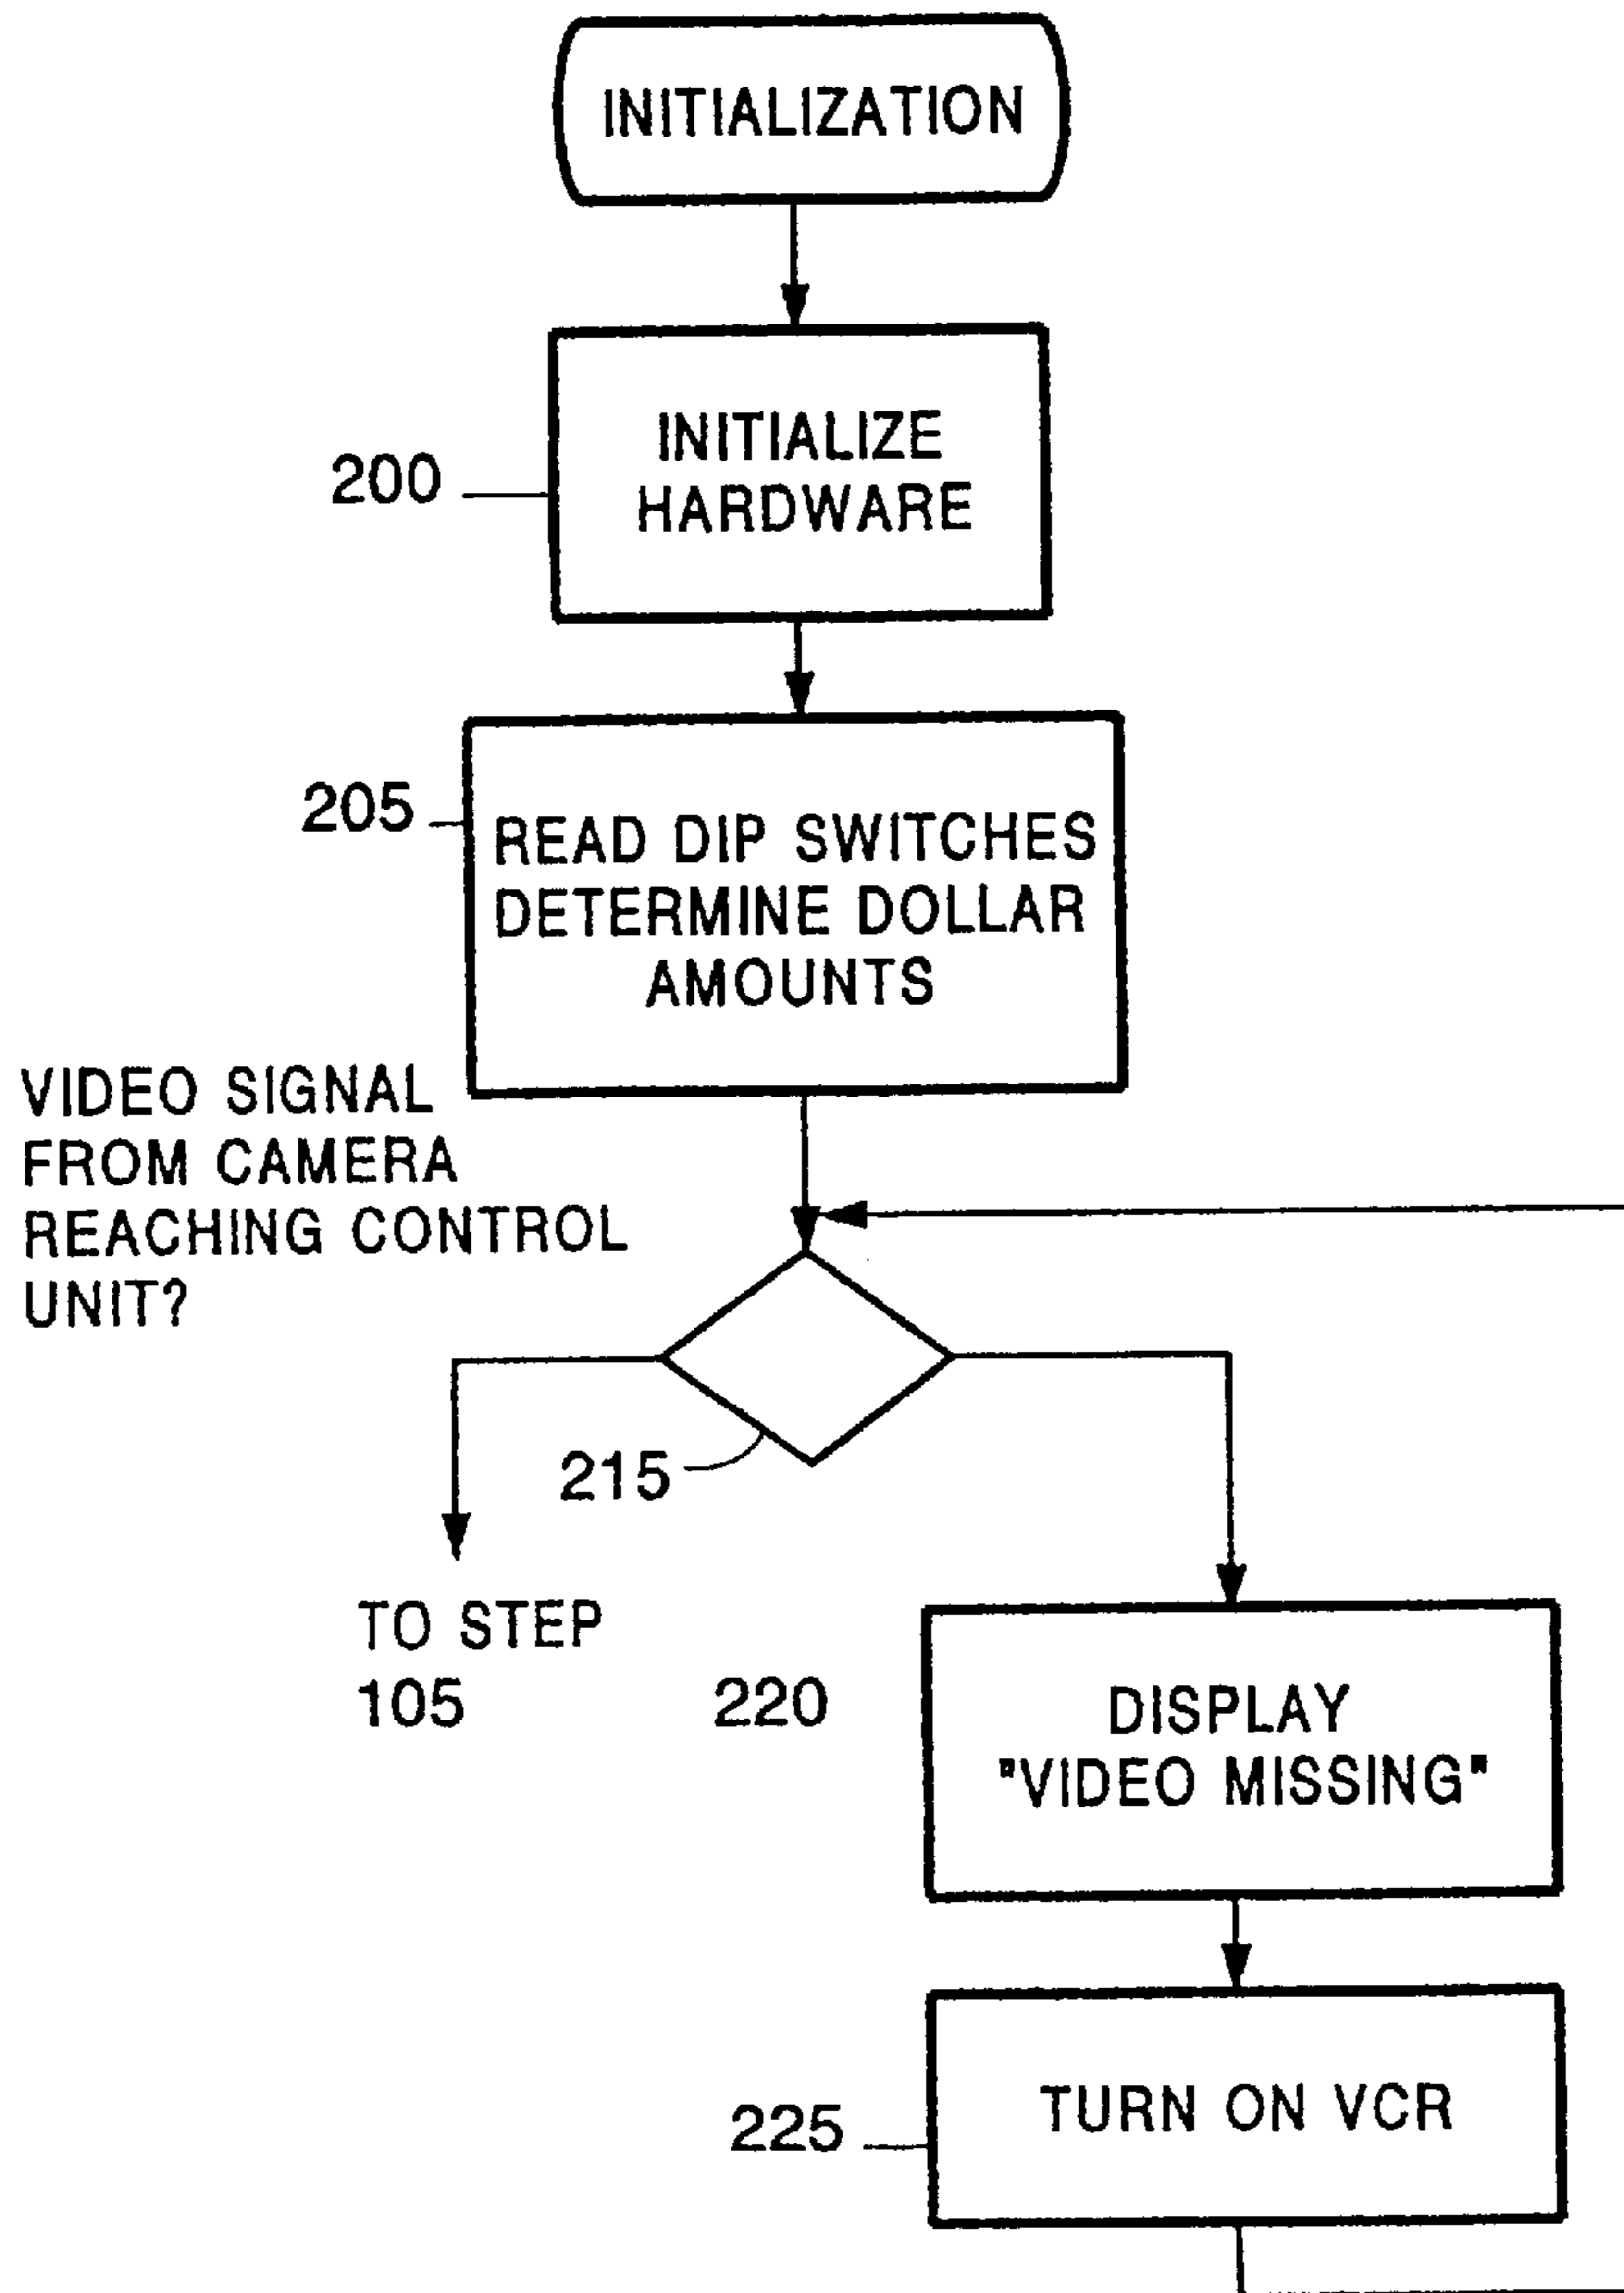 INITIALIZATION
INITIALIZE
HARDWARE
200
205
READ DIP SWITCHES
DETERMINE DOLLAR
AMOUNTS
VIDEO SIGNAL
FROM CAMERA
REACHING CONTROL
UNIT?
215
TO STEP
105
220
DISPLAY
"VIDEO MISSING"
225
TURN ON VCR